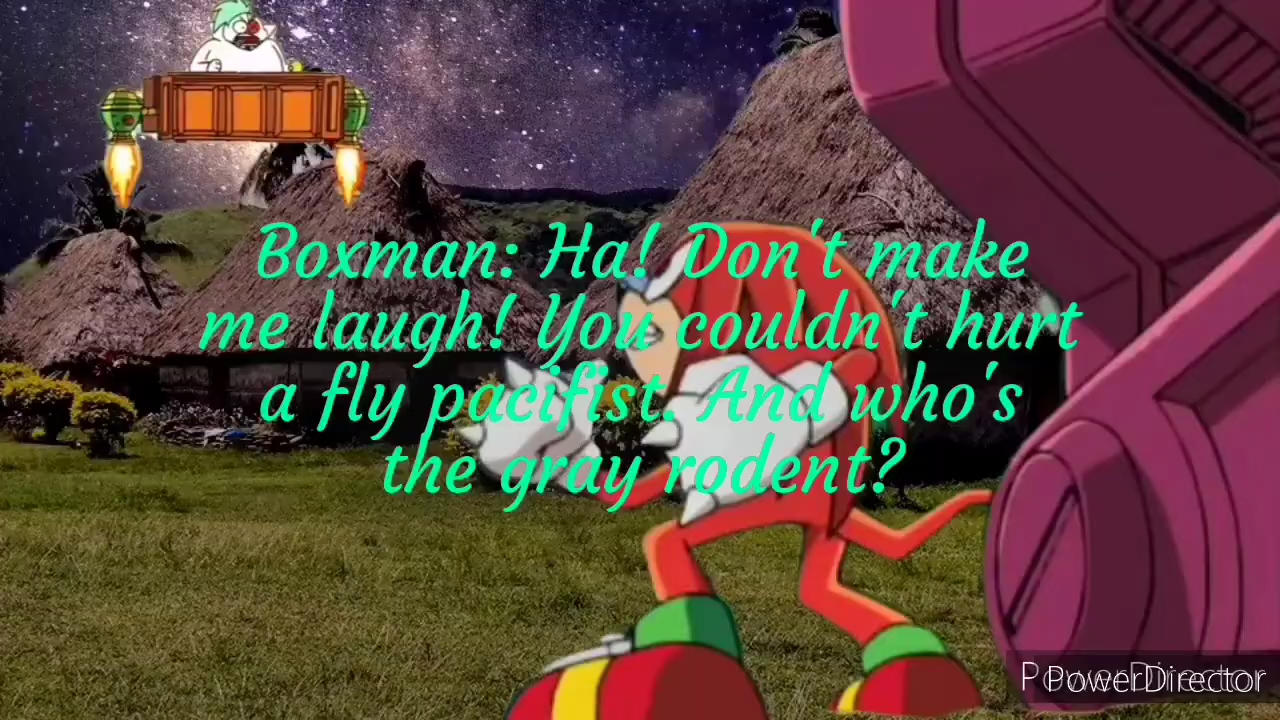 Boxman: Ha! Don't make
me laugh! You couldn't hurt
a fly pacifist. And who's
the gray rodent?
PowerDirector